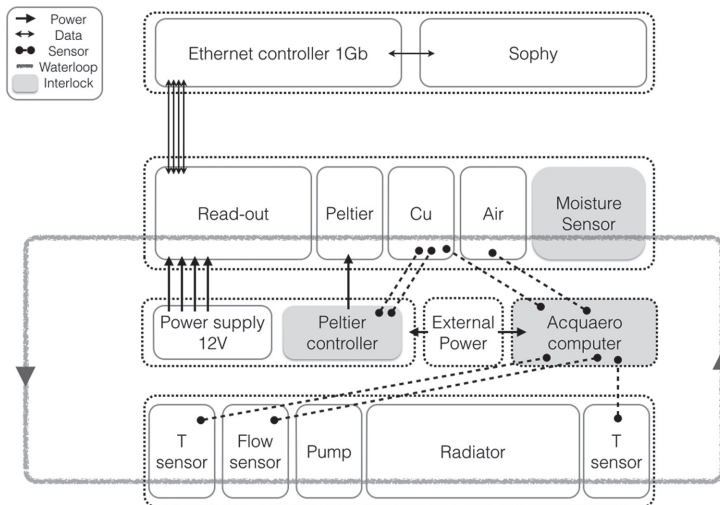 Power
Data
Sensor
Waterloop
Interlock
Ethernet controller 1Gb
Sophy
Read-out
Peltier
Cu
Air
Moisture
Sensor
Power supply
12V
Peltier
controller
External
Power
Acquaero
computer
T
sensor
Flow
sensor
Pump
Radiator
T
sensor